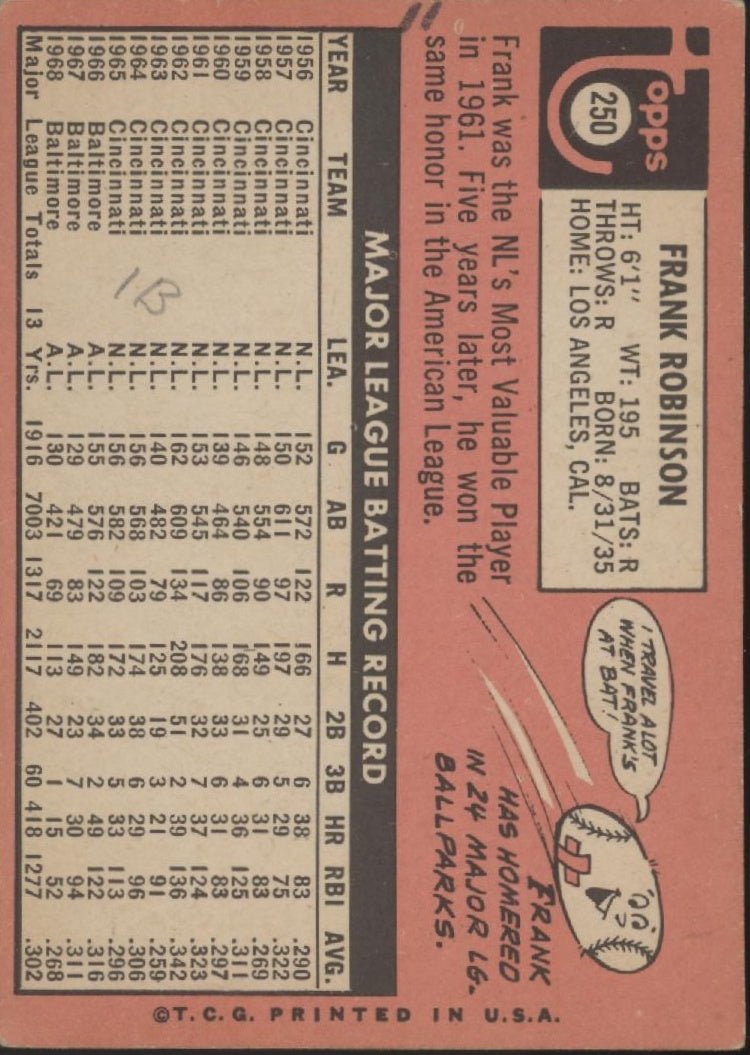 Topps
250
FRANK ROBINSON
HT: 6'1" WT: 195 BATS: R
THROWS: R BORN: 8/31/35
HOME: LOS ANGELES, CAL.
I TRAVEL A LOT
WHEN FRANK'S
AT BAT!
FRANK
HAS HOMERED
IN 24 MAJOR LG.
BALLPARKS.
Frank was the NL's Most Valuable Player
in 1961. Five years later, he won the
same honor in the American League.
MAJOR LEAGUE BATTING RECORD
YEAR TEAM LEA. G AB R H 2B 3B HR RBI AVG.
1956 Cincinnati N.L. 152 572 122 166 27 6 38 83 .290
1957 Cincinnati N.L. 150 611 97 197 29 5 29 75 .322
1958 Cincinnati N.L. 148 554 90 149 25 6 31 83 .269
1959 Cincinnati N.L. 146 540 106 168 31 4 36 125 .311
1960 Cincinnati N.L. 139 464 86 138 33 6 31 83 .297
1961 Cincinnati N.L. 153 545 117 176 32 7 37 124 .323
1962 Cincinnati N.L. 162 609 134 208 51 2 39 136 .342
1963 Cincinnati N.L. 140 482 79 125 19 3 21 91 .259
1964 Cincinnati N.L. 156 568 103 174 38 6 29 96 .306
1965 Cincinnati N.L. 156 582 109 172 33 5 33 113 .296
1966 Baltimore A.L. 155 576 122 182 34 2 49 122 .316
1967 Baltimore A.L. 129 479 83 149 23 7 30 94 .311
1968 Baltimore A.L. 130 421 69 113 27 1 15 52 .268
Major League Totals 13 Yrs. 1916 7003 1317 2117 402 60 418 1277 .302
1B
©T.C.G. PRINTED IN U.S.A.